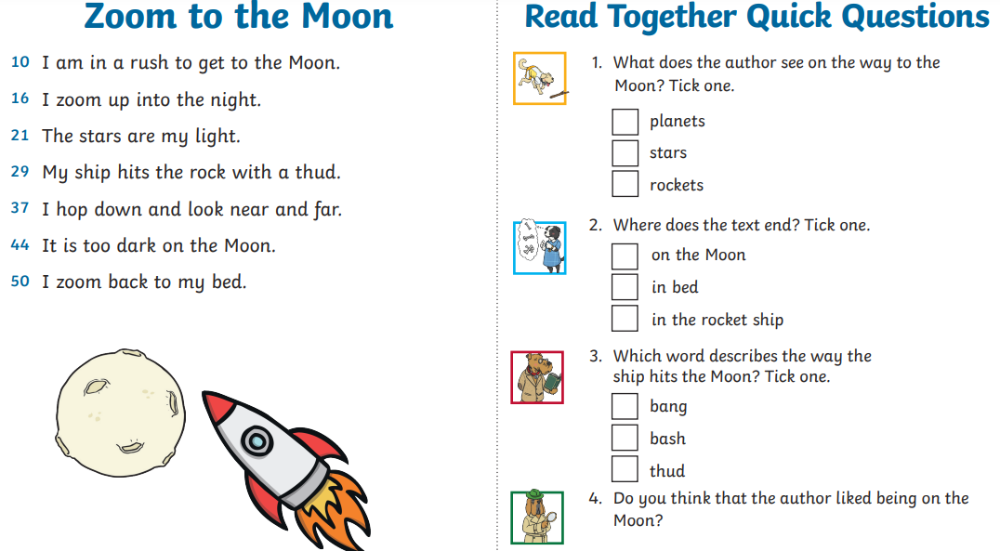 Zoom to the Moon
10 I am in a rush to get to the Moon.
16 I zoom up into the night.
21 The stars are my light.
29 My ship hits the rock with a thud.
37 I hop down and look near and far.
44 It is too dark on the Moon.
50 I zoom back to my bed.
Read Together Quick Questions
1. What does the author see on the way to the
Moon? Tick one.
planets
stars
rockets
2. Where does the text end? Tick one.
on the Moon
in bed
in the rocket ship
3. Which word describes the way the
ship hits the Moon? Tick one.
bang
bash
thud
4. Do you think that the author liked being on the
Moon?